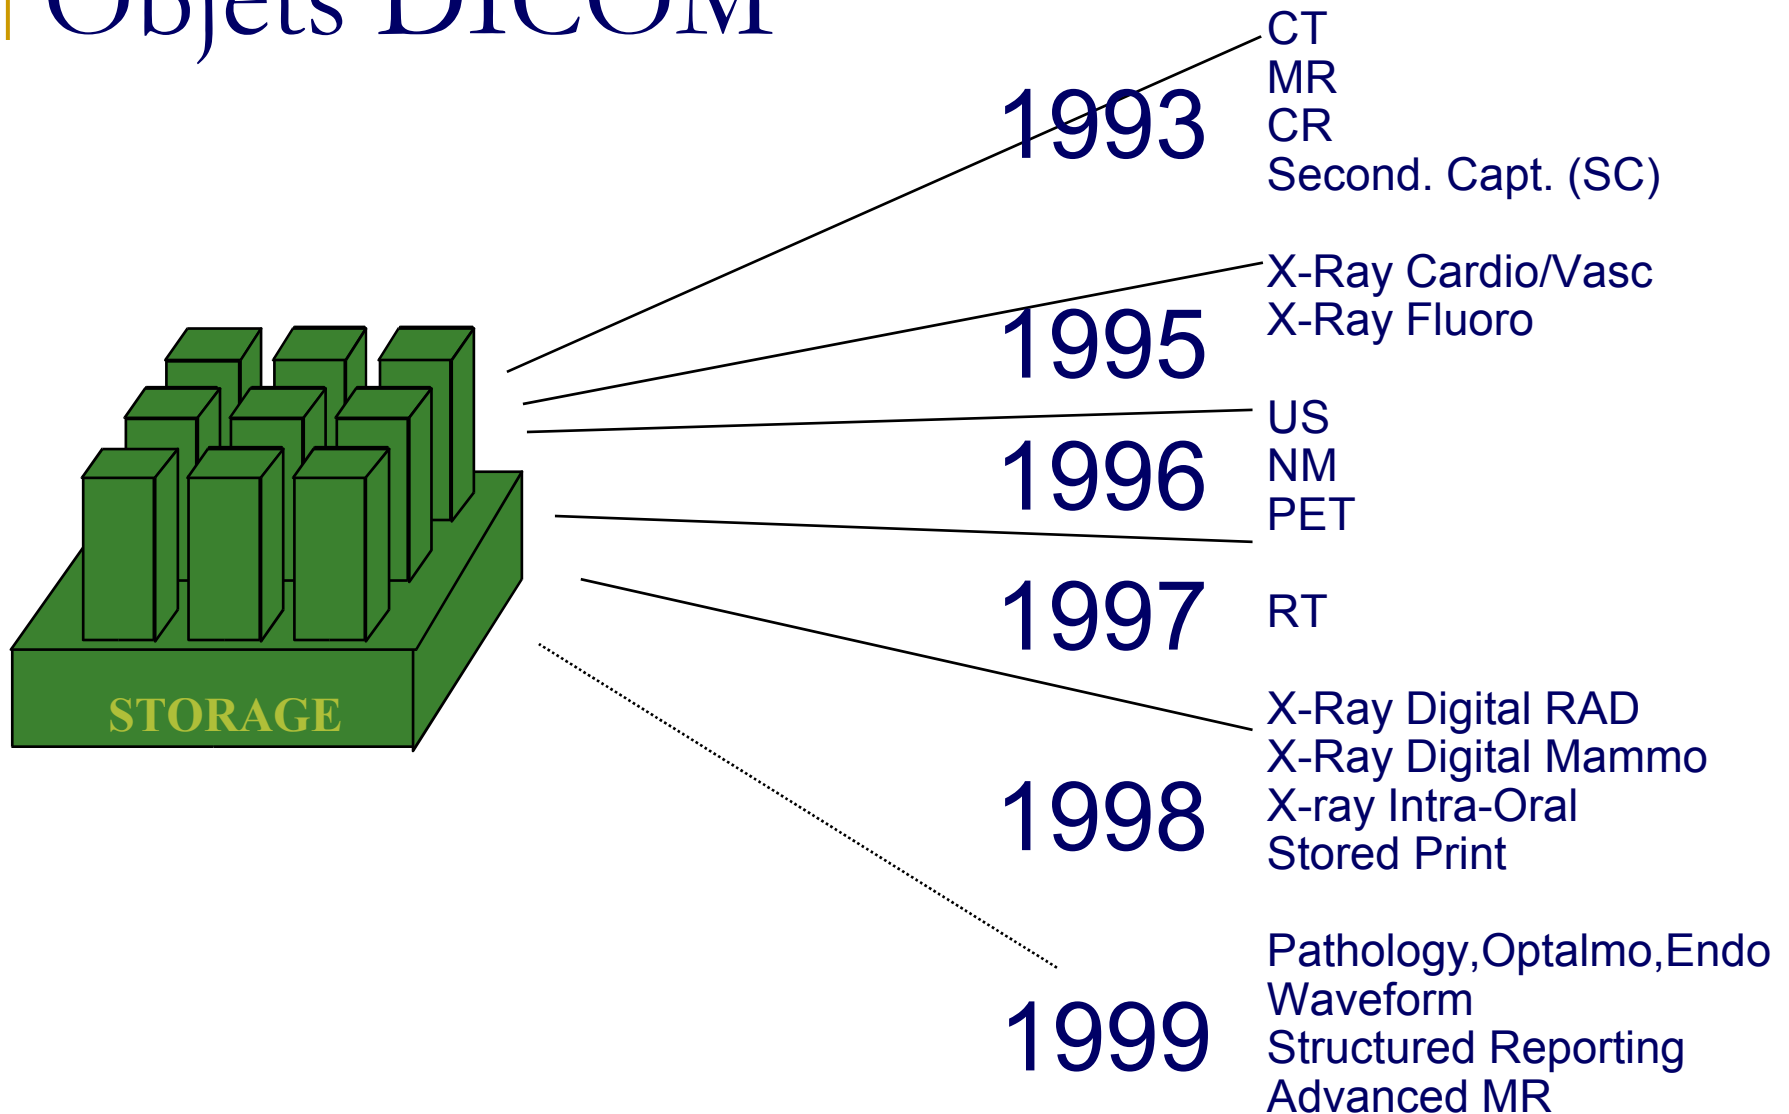 Objets DICOM
CT
MR
1993
CR
Second. Capt. (SC)
X-Ray Cardio/Vasc
X-Ray Fluoro
1995
US
NM
1996
PET
1997
RT
STORAGE
X-Ray Digital RAD
X-Ray Digital Mammo
X-ray Intra-Oral
1998
Stored Print
Pathology,Optalmo,Endo
Waveform
1999
Structured Reporting
Advanced MR